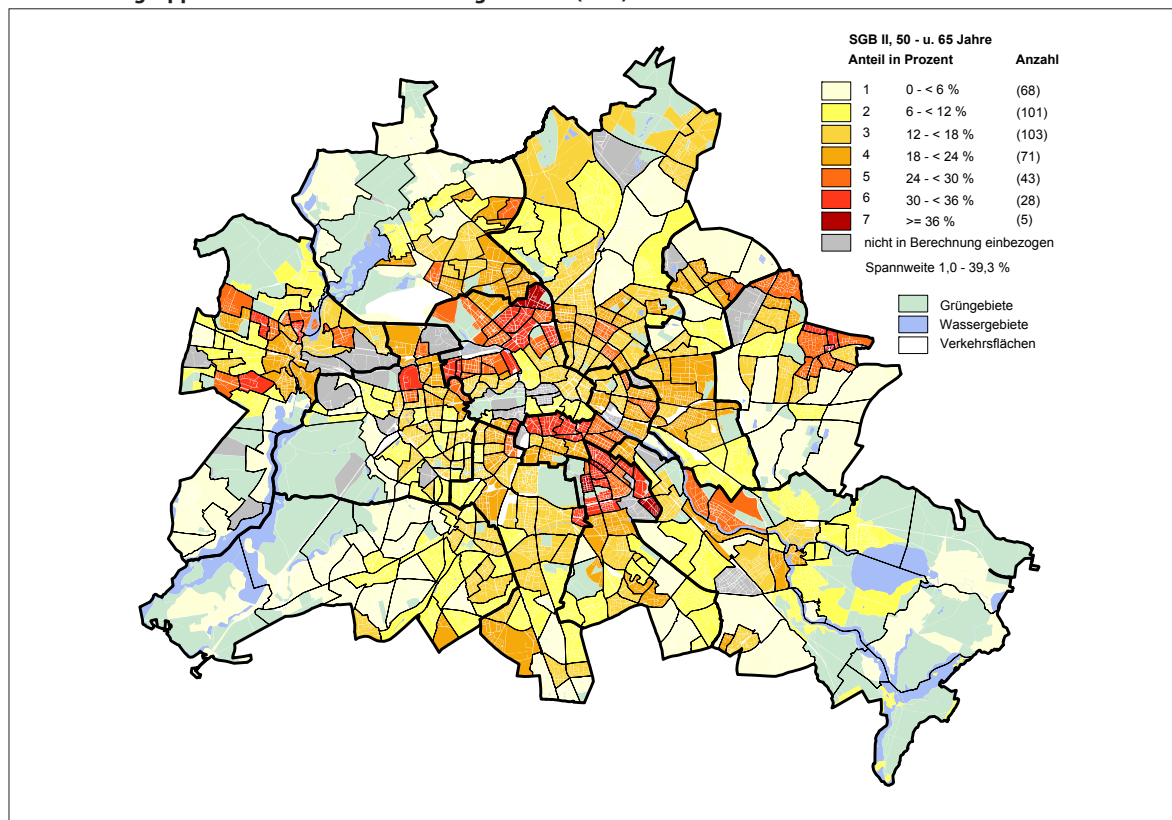 SGB II, 50 - u. 65 Jahre
Anteil in Prozent Anzahl
1 0 - < 6 % (68)
2 6 - < 12 % (101)
3 12 - < 18 % (103)
4 18 - < 24 % (71)
5 24 - < 30 % (43)
6 30 - < 36 % (28)
7 >= 36 % (5)
nicht in Berechnung einbezogen
Spannweite 1,0 - 39,3 %
Grüngebiete
Wassergebiete
Verkehrsflächen